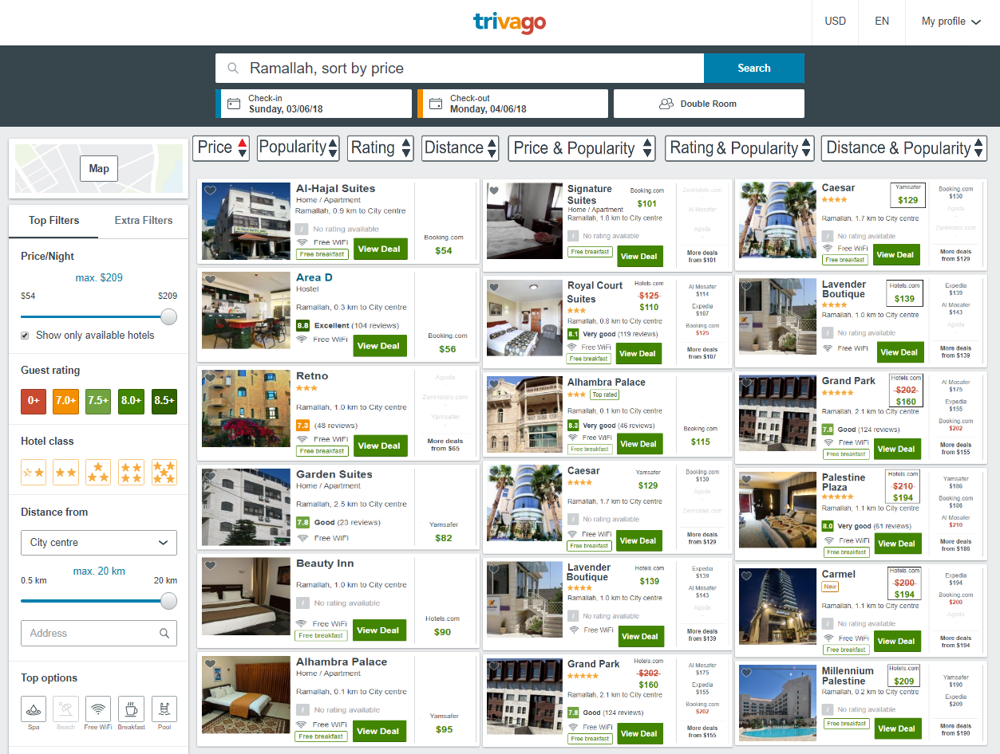 trivago
USD
EN
My profile
Ramallah, sort by price
Search
Check-in
Sunday, 03/06/18
Check-out
Monday, 04/06/18
Double Room
Map
Top Filters
Extra Filters
Price/Night
max. $209
$54
$209
Show only available hotels
Guest rating
0+
7.0+
7.5+
8.0+
8.5+
Hotel class
Distance from
City centre
max. 20 km
0.5 km
20 km
Address
Top options
Spa
Beach
Free WiFi
Breakfast
Pool
Price
Popularity
Rating
Distance
Price & Popularity
Rating & Popularity
Distance & Popularity
Al-Hajal Suites
Home / Apartment
Ramallah, 0.9 km to City centre
No rating available
Free WiFi
Free breakfast
View Deal
Booking.com
$54
Area D
Hostel
Ramallah, 0.3 km to City centre
8.8 Excellent (104 reviews)
Free WiFi
View Deal
Booking.com
$56
Retno
Ramallah, 1.0 km to City centre
7.3 (48 reviews)
Free WiFi
Free breakfast
View Deal
Agoda
-
ZenHotels.com
-
Yamsafer
-
More deals
from $65
Garden Suites
Home / Apartment
Ramallah, 2.5 km to City centre
7.8 Good (23 reviews)
Free WiFi
Yamsafer
$82
Beauty Inn
Ramallah, 1.0 km to City centre
No rating available
Free WiFi
Free breakfast
View Deal
Hotels.com
$90
Alhambra Palace
Home / Apartment
Ramallah, 0.1 km to City centre
No rating available
Free WiFi
Free breakfast
View Deal
Yamsafer
$95
Signature
Suites
Home / Apartment
Ramallah, 1.8 km to City centre
No rating available
Free breakfast
View Deal
Booking.com
$101
ZenHotels.com
-
Al Mosafer
-
Agoda
-
More deals
from $101
Royal Court
Suites
Ramallah, 0.8 km to City centre
8.1 Very good (119 reviews)
Free WiFi
Free breakfast
View Deal
Hotels.com
$125
$110
Al Mosafer
$114
Expedia
$107
Booking.com
$125
More deals
from $107
Alhambra Palace
Top rated
Ramallah, 0.1 km to City centre
8.3 Very good (46 reviews)
Free WiFi
Free breakfast
View Deal
Booking.com
$115
Caesar
Ramallah, 1.7 km to City centre
No rating available
Free WiFi
Free breakfast
View Deal
Yamsafer
$129
Booking.com
$130
Agoda
-
ZenHotels.com
More deals
from $129
Lavender
Boutique
Ramallah, 1.0 km to City centre
No rating available
Free WiFi
View Deal
Hotels.com
$139
Expedia
$139
Al Mosafer
$143
Agoda
-
More deals
from $139
Grand Park
Ramallah, 2.1 km to City centre
7.8 Good (124 reviews)
Free WiFi
Free breakfast
View Deal
Hotels.com
$202
$160
Al Mosafer
$175
Expedia
$155
Booking.com
$202
More deals
from $155
Caesar
Ramallah, 1.7 km to City centre
No rating available
Free WiFi
Free breakfast
View Deal
Yamsafer
$129
Booking.com
$130
Agoda
-
ZenHotels.com
More deals
from $129
Lavender
Boutique
Ramallah, 1.0 km to City centre
No rating available
Free WiFi
View Deal
Hotels.com
$139
Expedia
$139
Al Mosafer
$143
Agoda
More deals
from $139
Grand Park
Ramallah, 2.1 km to City centre
7.8 Good (124 reviews)
Free WiFi
Free breakfast
View Deal
Hotels.com
$202
$160
Al Mosafer
$175
Expedia
$155
Booking.com
$202
More deals
from $155
Palestine
Plaza
Ramallah, 1.1 km to City centre
8.0 Very good (61 reviews)
Free WiFi
Free breakfast
View Deal
Hotels.com
$210
$194
Yamsafer
$186
Booking.com
$186
Al Mosafer
$210
More deals
from $186
Carmel
New
Ramallah, 1.1 km to City centre
No rating available
Free WiFi
Free breakfast
View Deal
Hotels.com
$200
$194
Expedia
$194
Booking.com
$200
Agoda
More deals
from $194
Millennium
Palestine
Ramallah, 0.2 km to City centre
No rating available
Free breakfast
View Deal
Hotels.com
$209
Yamsafer
$190
Expedia
$209
More deals
from $190